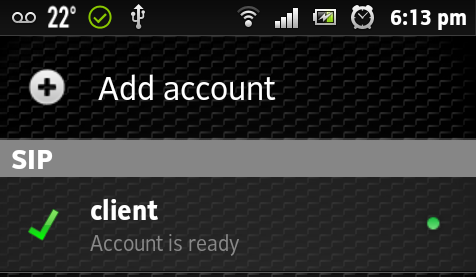 22° 6:13 pm
Add account
SIP
client
Account is ready